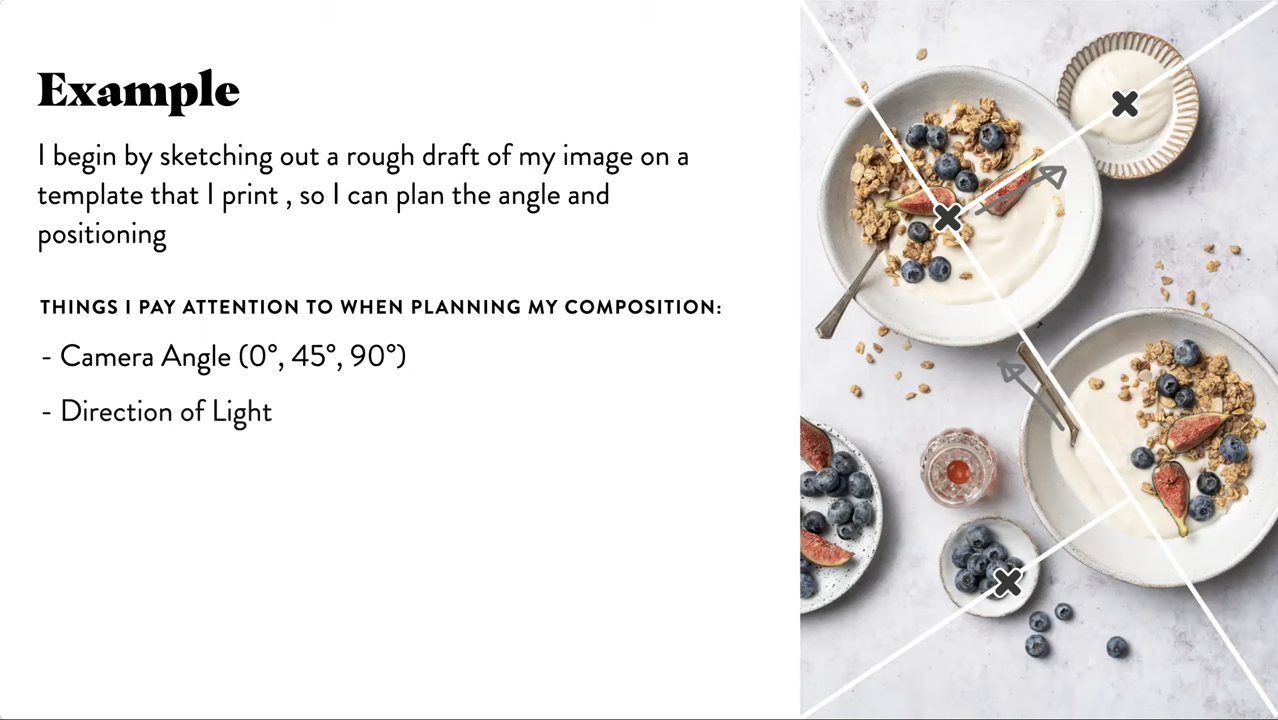 Example
I begin by sketching out a rough draft of my image on a
template that I print , so I can plan the angle and
positioning
THINGS I PAY ATTENTION TO WHEN PLANNING MY COMPOSITION:
- Camera Angle (0°, 45°, 90°)
- Direction of Light